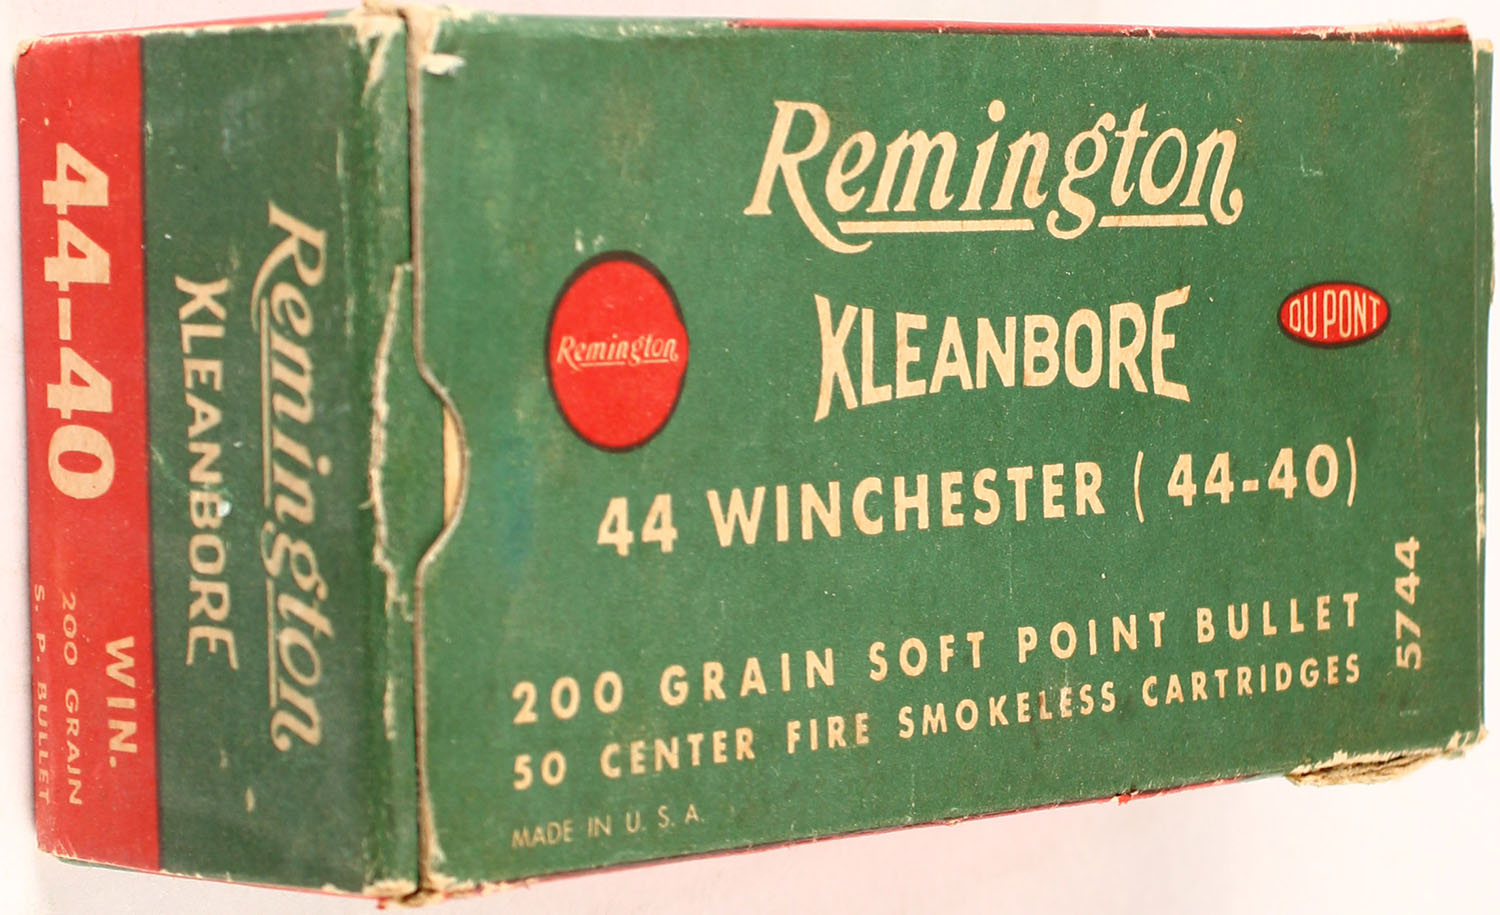 Remington
KLEANBORE
DU PONT
Remington
44 WINCHESTER (44-40)
200 GRAIN SOFT POINT BULLET
50 CENTER FIRE SMOKELESS CARTRIDGES
MADE IN U. S. A.
5744
Remington
KLEANBORE
44-40
WIN.
200 GRAIN
S. P. BULLET